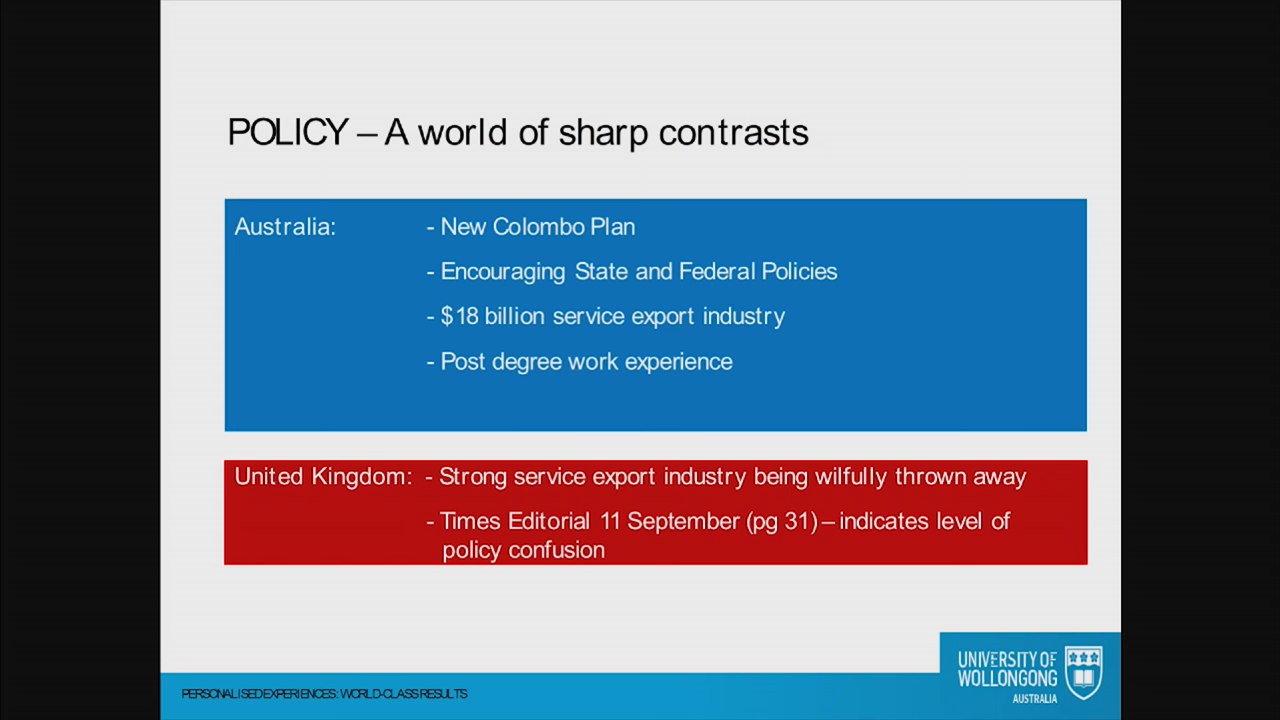 POLICY – A world of sharp contrasts
Australia: - New Colombo Plan
- Encouraging State and Federal Policies
- $18 billion service export industry
- Post degree work experience
United Kingdom: - Strong service export industry being wilfully thrown away
- Times Editorial 11 September (pg 31) – indicates level of
policy confusion
PERSONALISED EXPERIENCES: WORLD-CLASS RESULTS
UNIVERSITY OF
WOLLONGONG
AUSTRALIA